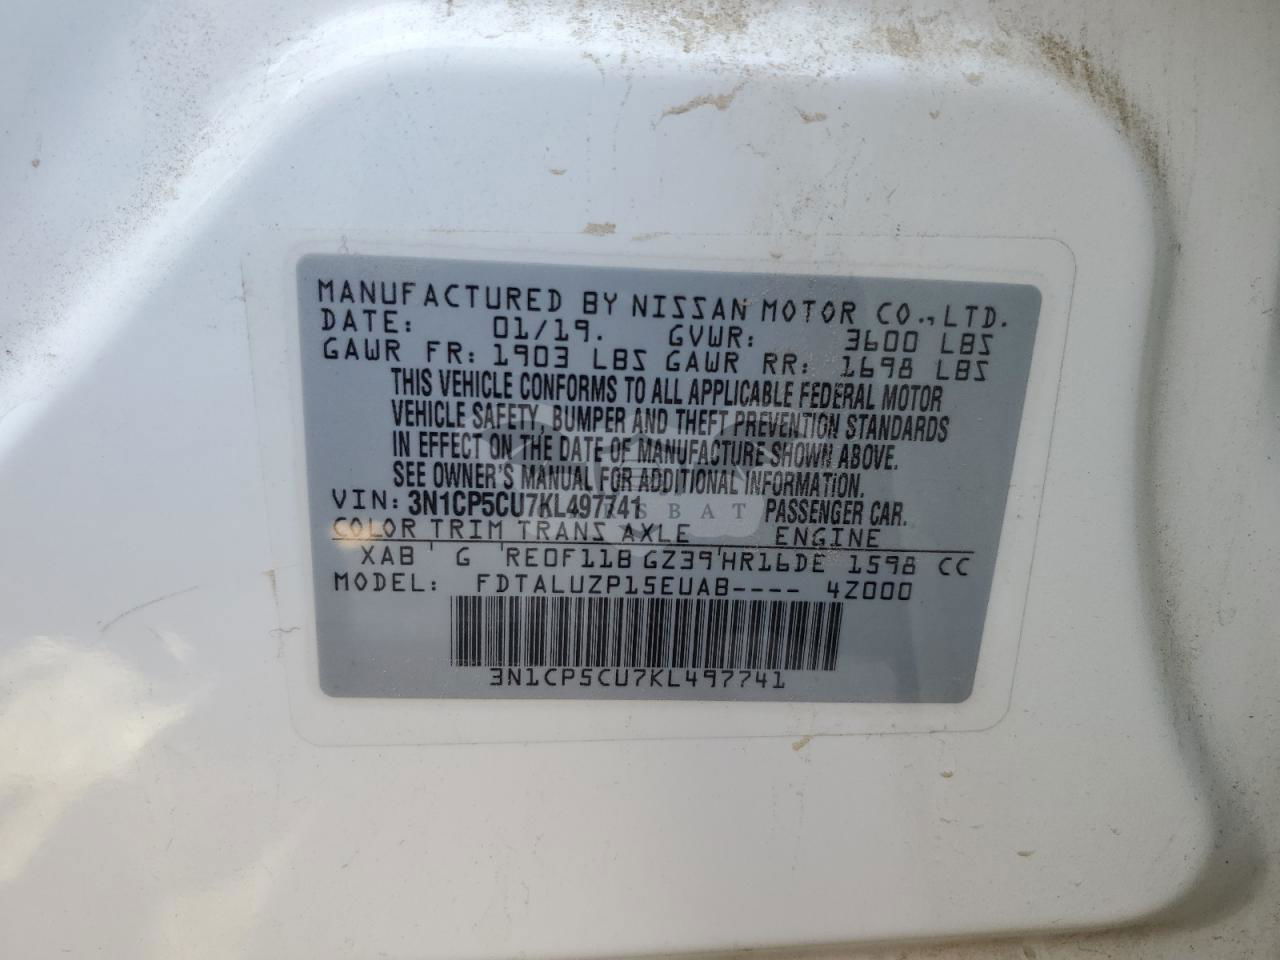 MANUFACTURED BY NISSAN MOTOR CO., LTD.
DATE: 01/19. GVWR: 3600 LBS
GAWR FR: 1903 LBS GAWR RR: 1698 LBS
THIS VEHICLE CONFORMS TO ALL APPLICABLE FEDERAL MOTOR
VEHICLE SAFETY, BUMPER AND THEFT PREVENTION STANDARDS
IN EFFECT ON THE DATE OF MANUFACTURE SHOWN ABOVE.
SEE OWNER'S MANUAL FOR ADDITIONAL INFORMATION.
VIN: 3N1CP5CU7KL497741 PASSENGER CAR.
COLOR TRIM TRANS AXLE ENGINE
XAB G RE0F11B GZ39 HR16DE 1598 CC
MODEL: FDTALUZP15EUAB---- 4Z000
3N1CP5CU7KL497741